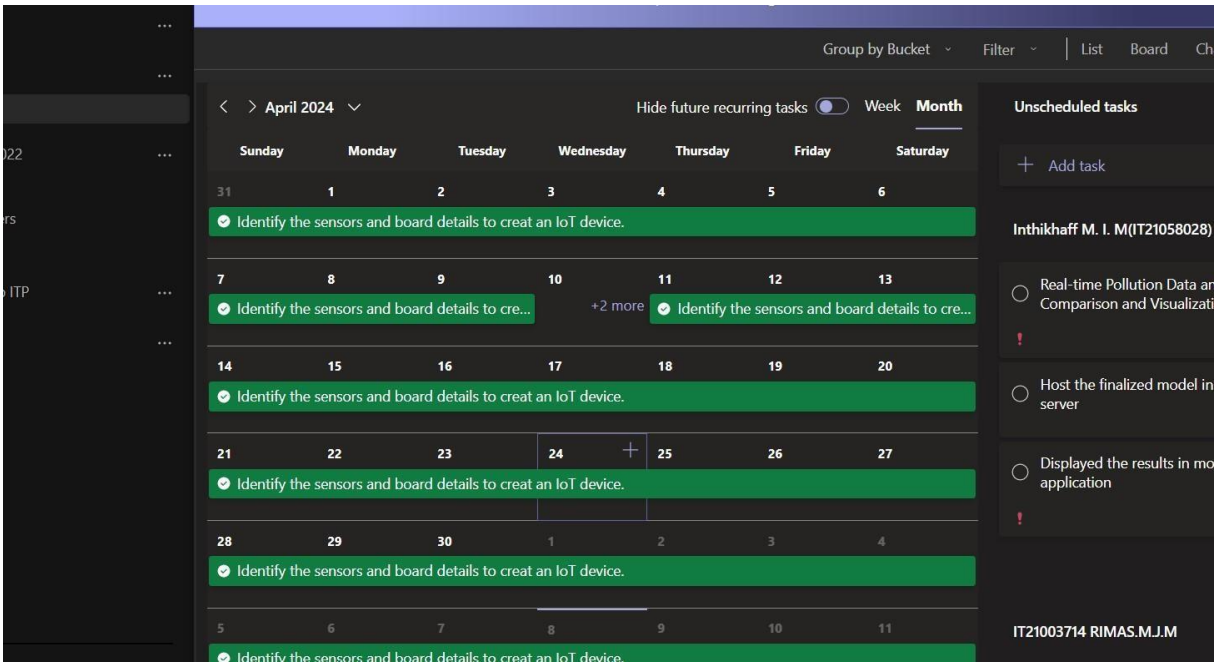 Group by Bucket Filter List Board
April 2024 Hide future recurring tasks Week Month
Sunday Monday Tuesday Wednesday Thursday Friday Saturday
31 1 2 3 4 5 6
Identify the sensors and board details to creat an IoT device.
7 8 9 10 11 12 13
Identify the sensors and board details to cre... +2 more Identify the sensors and board details to cre...
14 15 16 17 18 19 20
Identify the sensors and board details to creat an IoT device.
21 22 23 24 25 26 27
Identify the sensors and board details to creat an IoT device.
28 29 30 1 2 3 4
Identify the sensors and board details to creat an IoT device.
5 6 7 8 9 10 11
Identify the sensors and board details to creat an IoT device.
Unscheduled tasks
Add task
Inthikhaff M. I. M(IT21058028)
Real-time Pollution Data
Comparison and
Host the finalized model in
server
Displayed the results in
application
IT21003714 RIMAS.M.J.M
ITP